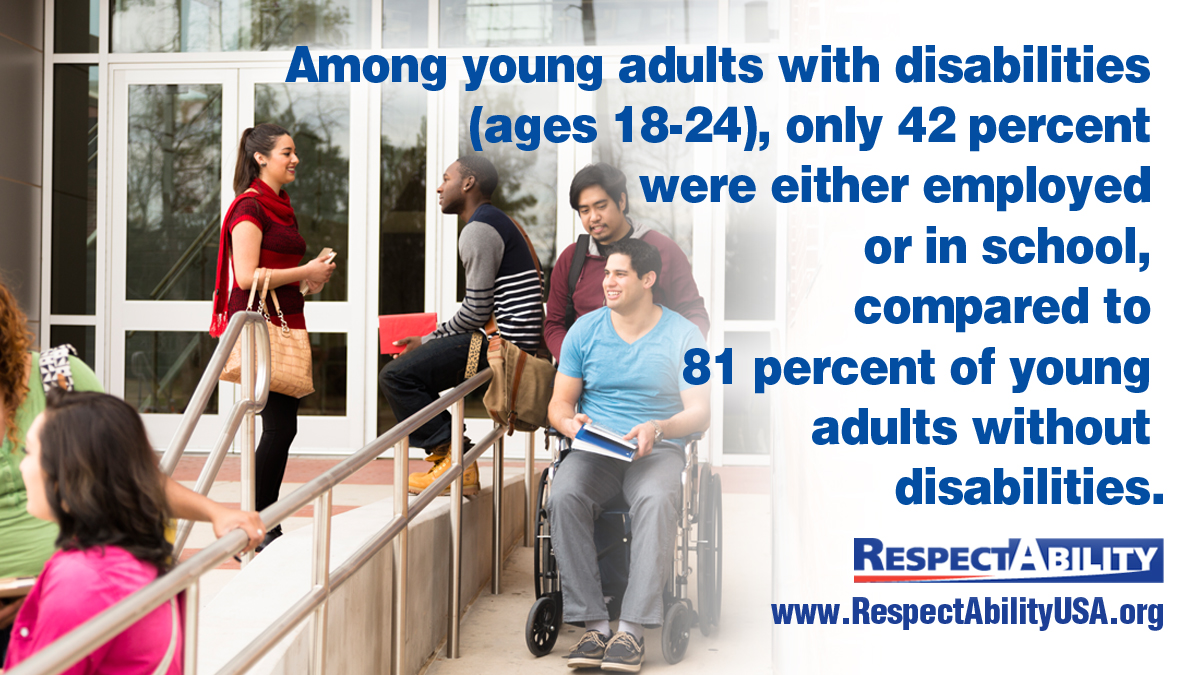 Among young adults with disabilities
(ages 18-24), only 42 percent
were either employed
or in school,
compared to
81 percent of young
adults without
disabilities.
RESPECTABILITY
www.RespectAbilityUSA.org